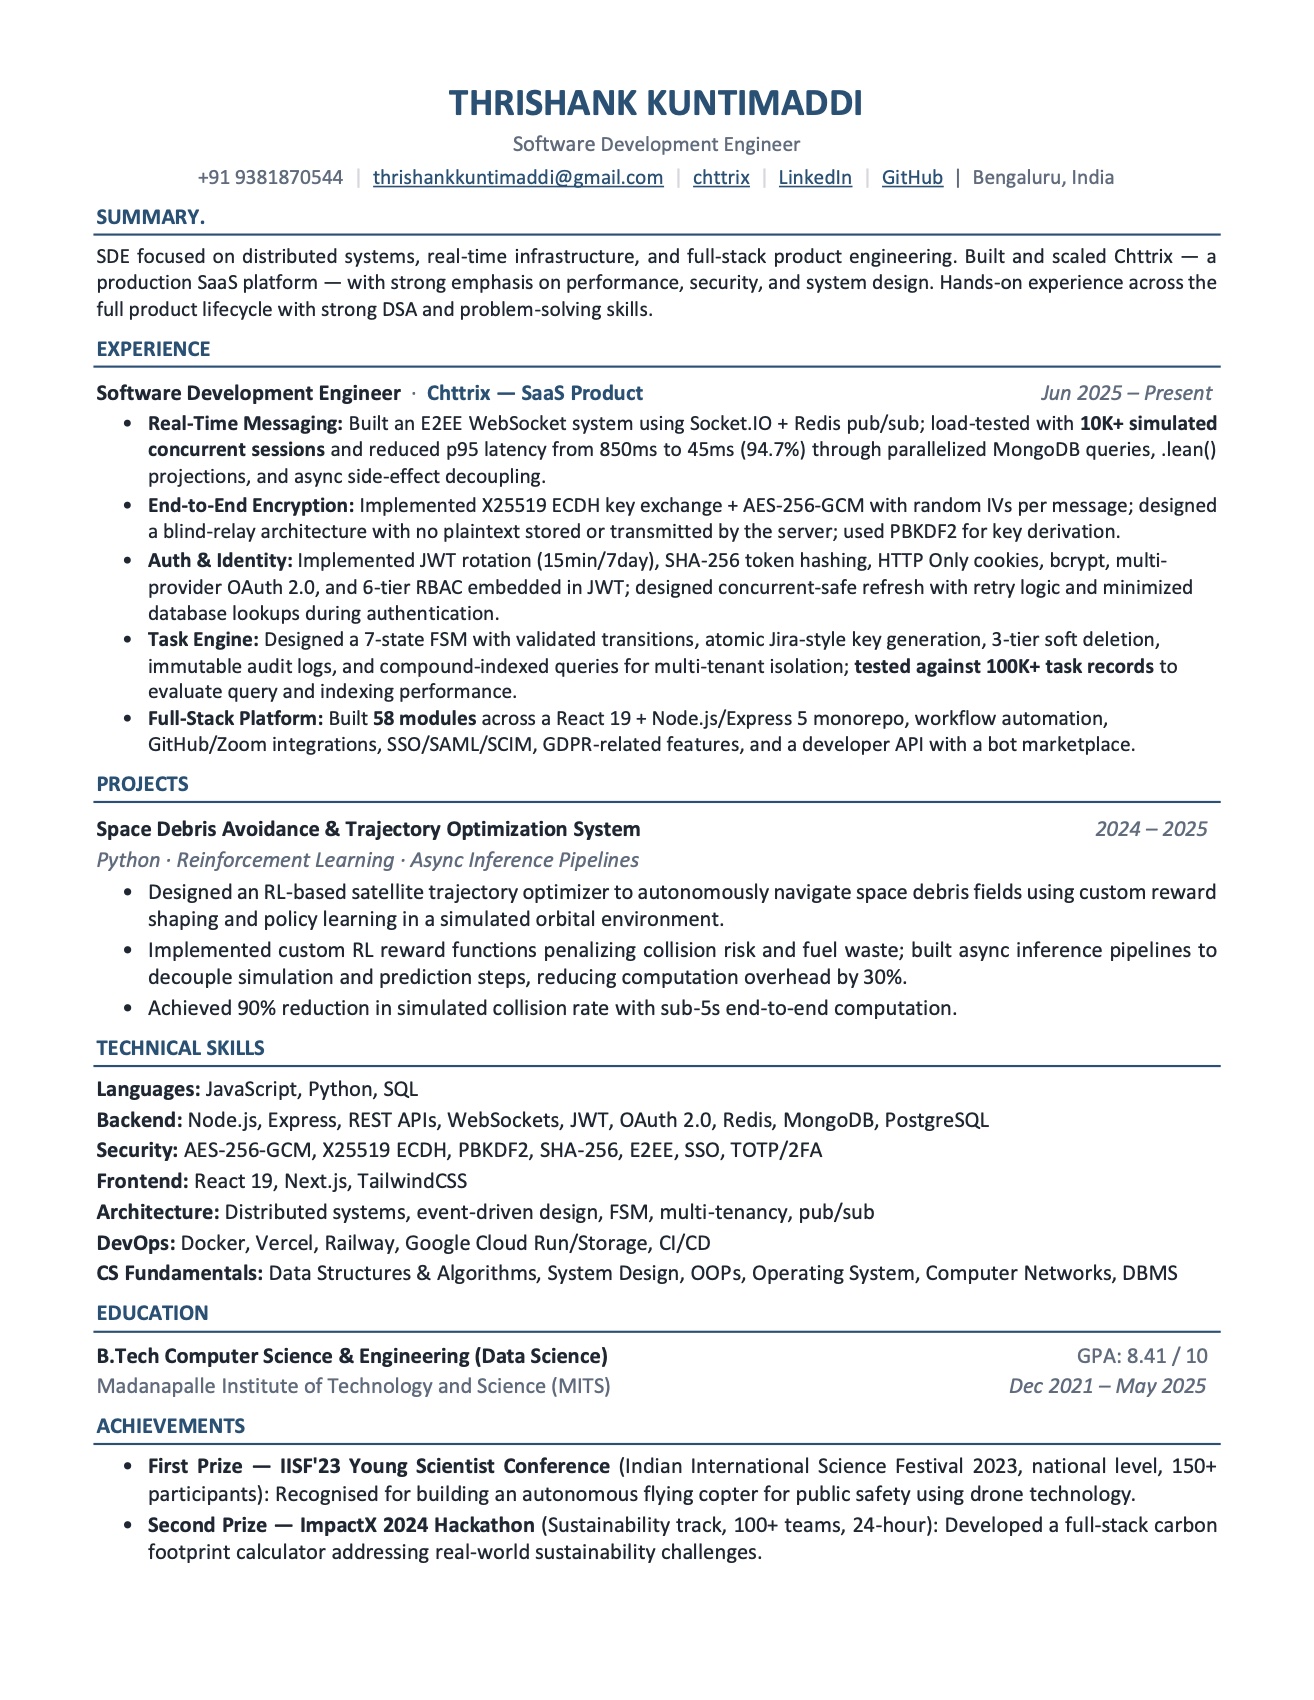 THRISHANK KUNTIMADDI
Software Development Engineer
+91 9381870544 | thrishankkuntimaddi@gmail.com | chttrix | LinkedIn | GitHub | Bengaluru, India
SUMMARY.
SDE focused on distributed systems, real-time infrastructure, and full-stack product engineering. Built and scaled Chttrix — a
production SaaS platform — with strong emphasis on performance, security, and system design. Hands-on experience across the
full product lifecycle with strong DSA and problem-solving skills.
EXPERIENCE
Software Development Engineer · Chttrix — SaaS Product Jun 2025 – Present
• Real-Time Messaging: Built an E2EE WebSocket system using Socket.IO + Redis pub/sub; load-tested with 10K+ simulated
concurrent sessions and reduced p95 latency from 850ms to 45ms (94.7%) through parallelized MongoDB queries, .lean()
projections, and async side-effect decoupling.
• End-to-End Encryption: Implemented X25519 ECDH key exchange + AES-256-GCM with random IVs per message; designed
a blind-relay architecture with no plaintext stored or transmitted by the server; used PBKDF2 for key derivation.
• Auth & Identity: Implemented JWT rotation (15min/7day), SHA-256 token hashing, HTTP Only cookies, bcrypt, multi-
provider OAuth 2.0, and 6-tier RBAC embedded in JWT; designed concurrent-safe refresh with retry logic and minimized
database lookups during authentication.
• Task Engine: Designed a 7-state FSM with validated transitions, atomic Jira-style key generation, 3-tier soft deletion,
immutable audit logs, and compound-indexed queries for multi-tenant isolation; tested against 100K+ task records to
evaluate query and indexing performance.
• Full-Stack Platform: Built 58 modules across a React 19 + Node.js/Express 5 monorepo, workflow automation,
GitHub/Zoom integrations, SSO/SAML/SCIM, GDPR-related features, and a developer API with a bot marketplace.
PROJECTS
Space Debris Avoidance & Trajectory Optimization System 2024 – 2025
Python · Reinforcement Learning · Async Inference Pipelines
• Designed an RL-based satellite trajectory optimizer to autonomously navigate space debris fields using custom reward
shaping and policy learning in a simulated orbital environment.
• Implemented custom RL reward functions penalizing collision risk and fuel waste; built async inference pipelines to
decouple simulation and prediction steps, reducing computation overhead by 30%.
• Achieved 90% reduction in simulated collision rate with sub-5s end-to-end computation.
TECHNICAL SKILLS
Languages: JavaScript, Python, SQL
Backend: Node.js, Express, REST APIs, WebSockets, JWT, OAuth 2.0, Redis, MongoDB, PostgreSQL
Security: AES-256-GCM, X25519 ECDH, PBKDF2, SHA-256, E2EE, SSO, TOTP/2FA
Frontend: React 19, Next.js, TailwindCSS
Architecture: Distributed systems, event-driven design, FSM, multi-tenancy, pub/sub
DevOps: Docker, Vercel, Railway, Google Cloud Run/Storage, CI/CD
CS Fundamentals: Data Structures & Algorithms, System Design, OOPs, Operating System, Computer Networks, DBMS
EDUCATION
B.Tech Computer Science & Engineering (Data Science) GPA: 8.41 / 10
Madanapalle Institute of Technology and Science (MITS) Dec 2021 – May 2025
ACHIEVEMENTS
• First Prize — IISF'23 Young Scientist Conference (Indian International Science Festival 2023, national level, 150+
participants): Recognised for building an autonomous flying copter for public safety using drone technology.
• Second Prize — ImpactX 2024 Hackathon (Sustainability track, 100+ teams, 24-hour): Developed a full-stack carbon
footprint calculator addressing real-world sustainability challenges.